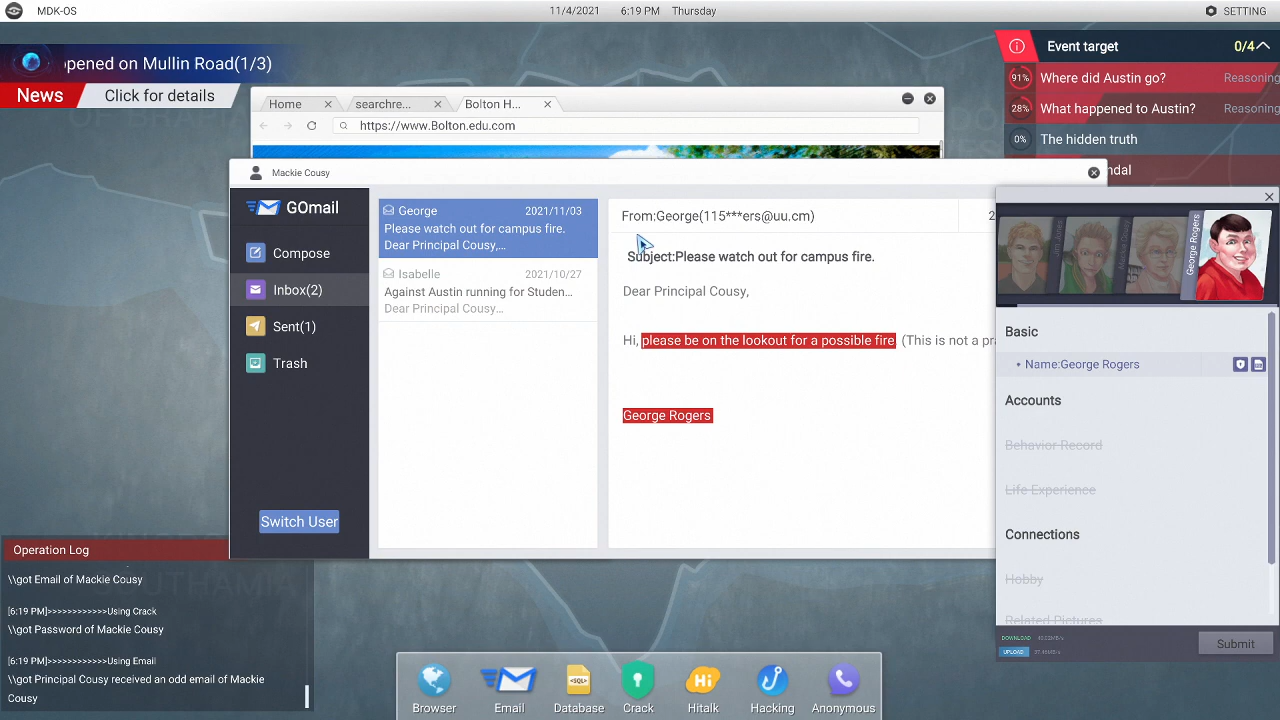 MDK-OS
11/4/2021 6:19 PM Thursday
SETTING
pened on Mullin Road(1/3)
News
Click for details
Event target 0/4
91% Where did Austin go? Reasoning
28% What happened to Austin? Reasoning
0% The hidden truth
ndal
Home
searchre...
Bolton H...
https://www.Bolton.edu.com
Mackie Cousy
GOmail
Compose
Inbox(2)
Sent(1)
Trash
Switch User
George 2021/11/03
Please watch out for campus fire.
Dear Principal Cousy,...
Isabelle 2021/10/27
Against Austin running for Studen...
Dear Principal Cousy...
From:George(115***ers@uu.cm)
2
Subject:Please watch out for campus fire.
Dear Principal Cousy,
Hi, please be on the lookout for a possible fire. (This is not a pra
George Rogers
George Rogers
Basic
• Name:George Rogers
Accounts
Behavior Record
Life Experience
Connections
Hobby
Related Pictures
DOWNLOAD
UPLOAD
Submit
Operation Log
\\got Email of Mackie Cousy
[6:19 PM]>>>>>>>>>>>>Using Crack
\\got Password of Mackie Cousy
[6:19 PM]>>>>>>>>>>>>Using Email
\\got Principal Cousy received an odd email of Mackie
Cousy
Browser
Email
<SQL>
Database
Crack
Hi
Hitalk
Hacking
Anonymous